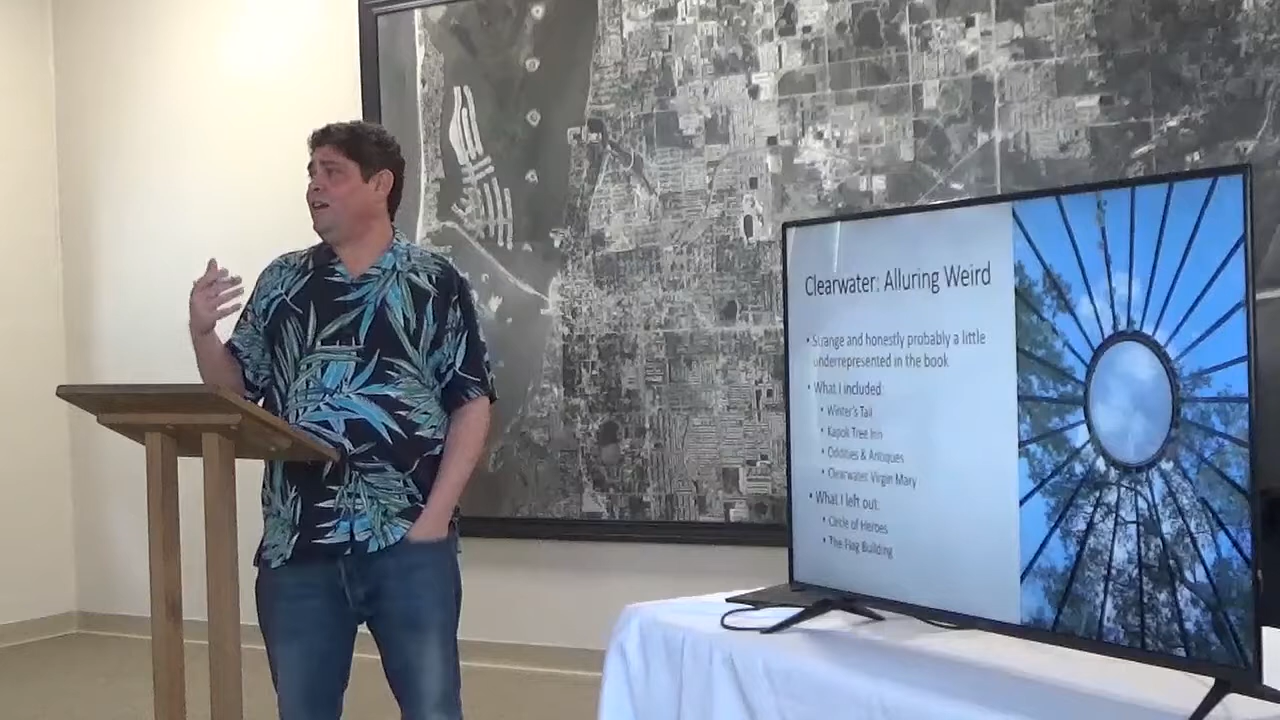 Clearwater: Alluring Weird
• Strange and honestly probably a little
underrepresented in the book
• What I included:
• Winter's Tail
• Kapok Tree Inn
• Oddities & Antiques
• Clearwater Virgin Mary
• What I left out:
• Circle of Heroes
• The Flag Building